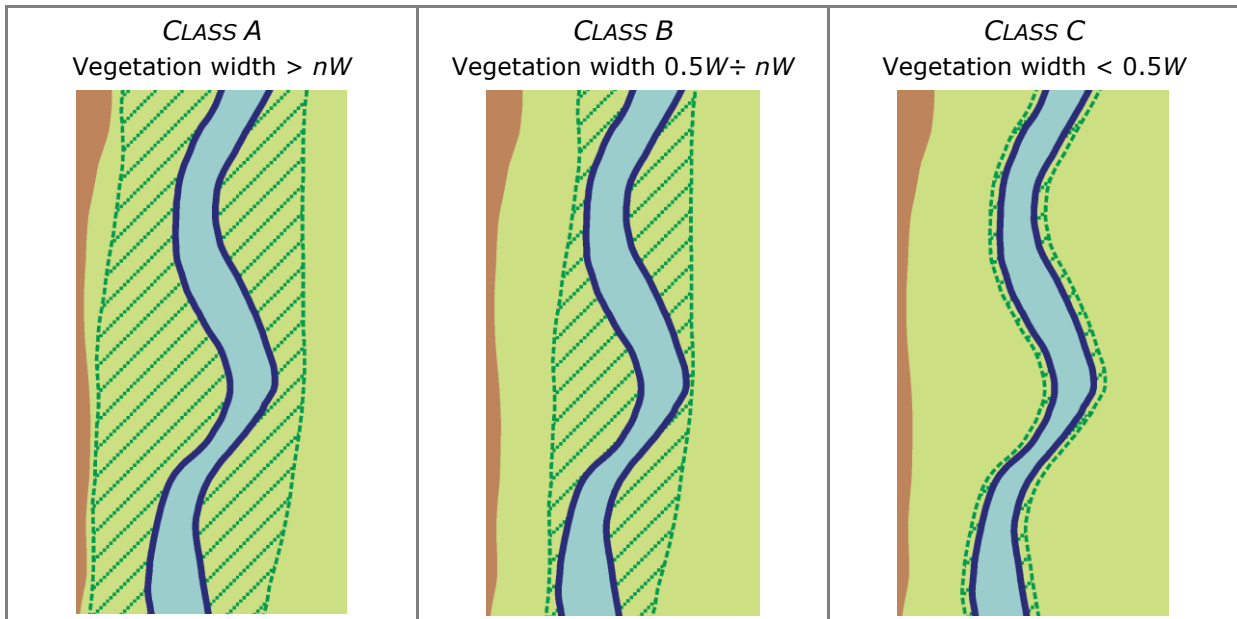 CLASS A
Vegetation width > nW
CLASS B
Vegetation width 0.5W÷ nW
CLASS C
Vegetation width < 0.5W